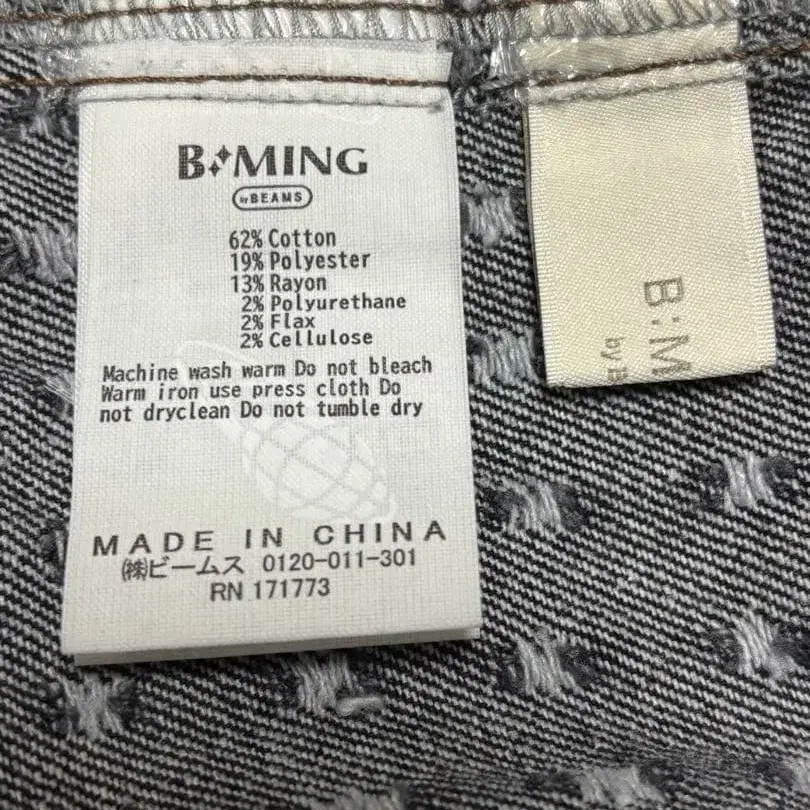 B:MING
by BEAMS
62% Cotton
19% Polyester
13% Rayon
2% Polyurethane
2% Flax
2% Cellulose
Machine wash warm Do not bleach
Warm iron use press cloth Do
not dryclean Do not tumble dry
MADE IN CHINA
㈱ビームス 0120-011-301
RN 171773
B:M
by B